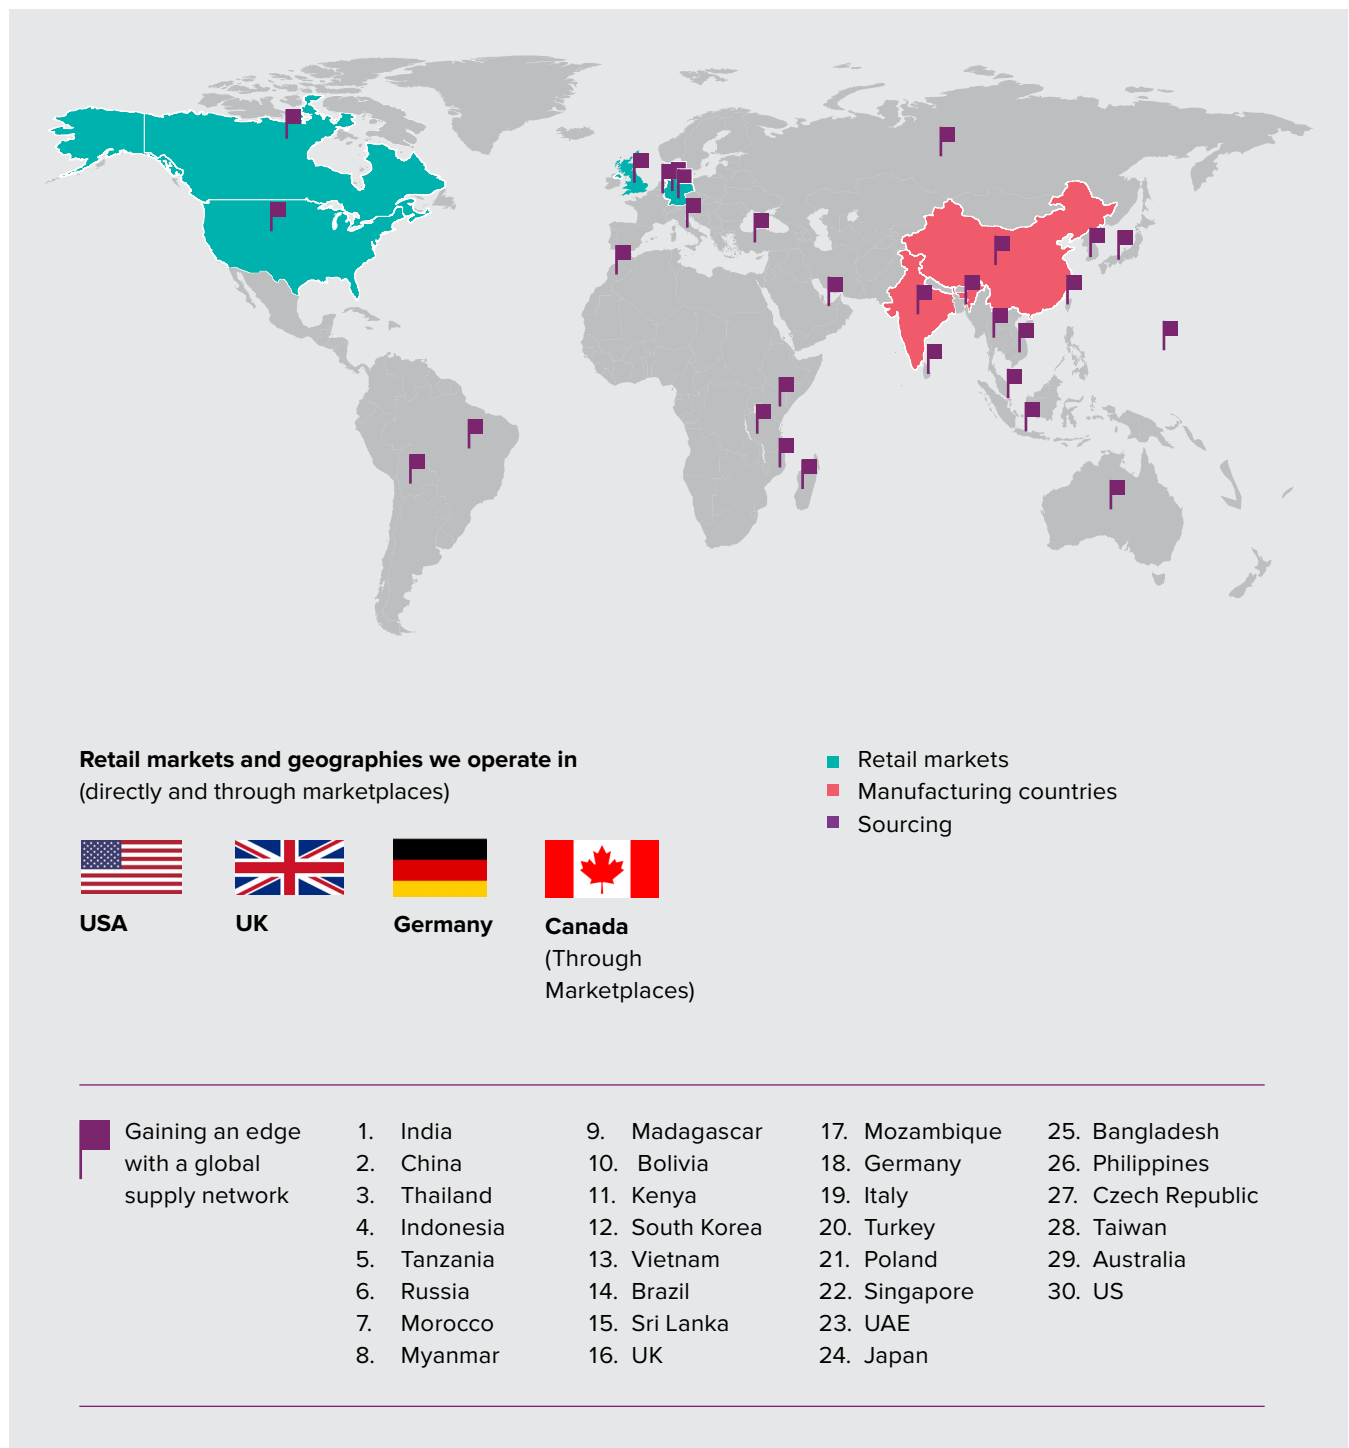 Retail markets and geographies we operate in
(directly and through marketplaces)
Retail markets
Manufacturing countries
Sourcing
USA
UK
Germany
Canada
(Through
Marketplaces)
Gaining an edge
with a global
supply network
1. India
2. China
3. Thailand
4. Indonesia
5. Tanzania
6. Russia
7. Morocco
8. Myanmar
9. Madagascar
10. Bolivia
11. Kenya
12. South Korea
13. Vietnam
14. Brazil
15. Sri Lanka
16. UK
17. Mozambique
18. Germany
19. Italy
20. Turkey
21. Poland
22. Singapore
23. UAE
24. Japan
25. Bangladesh
26. Philippines
27. Czech Republic
28. Taiwan
29. Australia
30. US